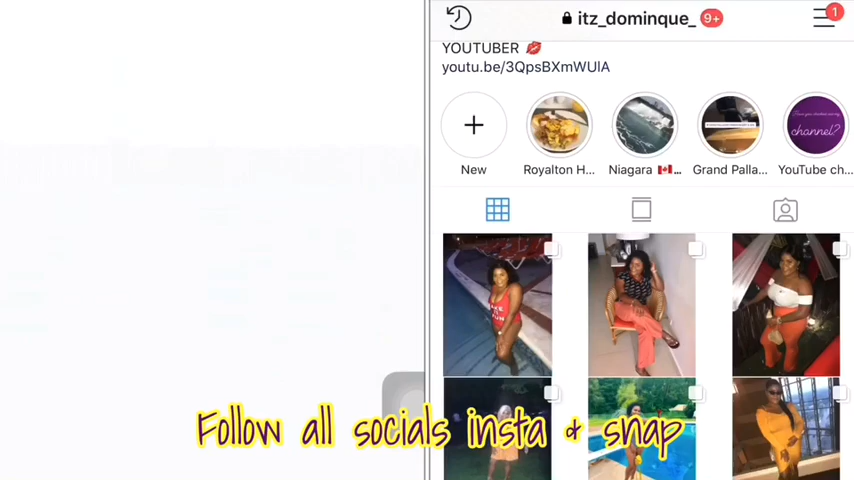 itz_dominque_ 9+
1
YOUTUBER 💋
youtu.be/3QpsBXmWUIA
channel?
New
Royalton H...
Niagara 🇨🇦...
Grand Palla...
YouTube ch...
Follow all socials insta & snap